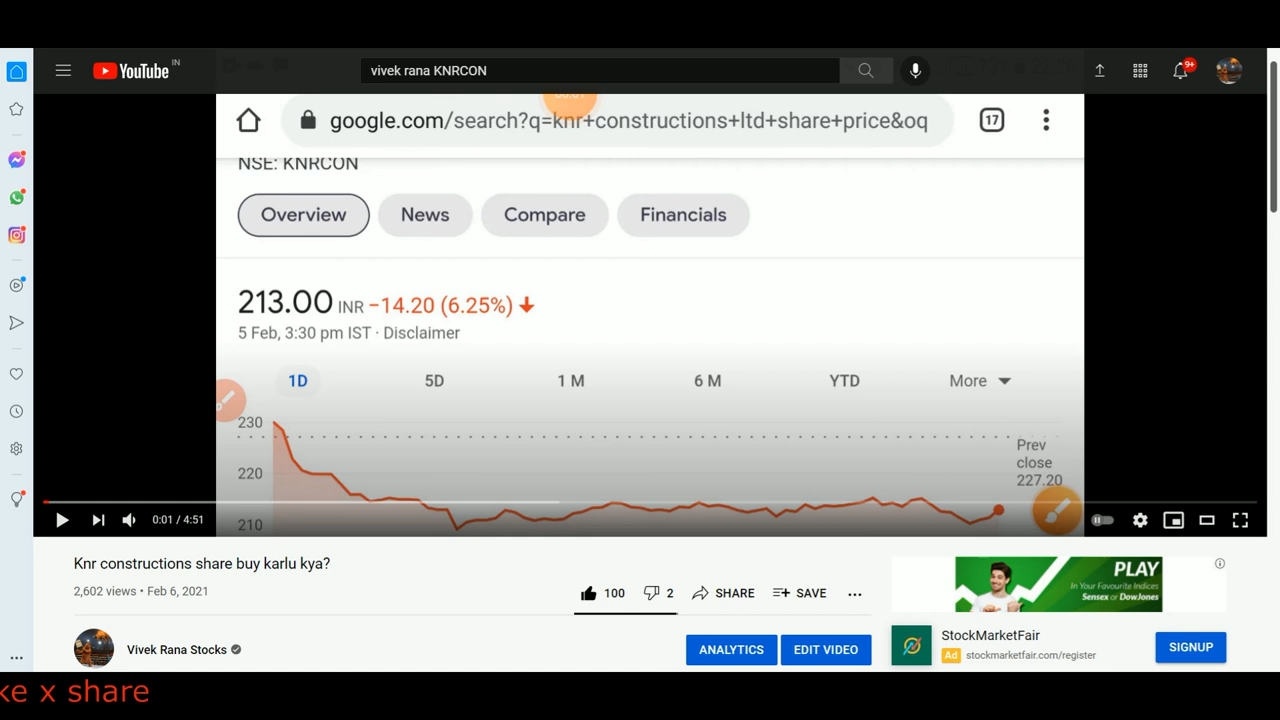 YouTube IN
vivek rana KNRCON
9+
google.com/search?q=knr+constructions+ltd+share+price&oq
17
NSE: KNRCON
Overview News Compare Financials
213.00 INR −14.20 (6.25%)
5 Feb, 3:30 pm IST · Disclaimer
1D 5D 1 M 6 M YTD More
230
Prev
close
227.20
220
210
0:01 / 4:51
Knr constructions share buy karlu kya?
2,602 views • Feb 6, 2021
100 2 SHARE SAVE
PLAY
In Your Favourite Indices
Sensex or DowJones
Vivek Rana Stocks
ANALYTICS EDIT VIDEO
StockMarketFair
Ad stockmarketfair.com/register
SIGNUP
ke x share